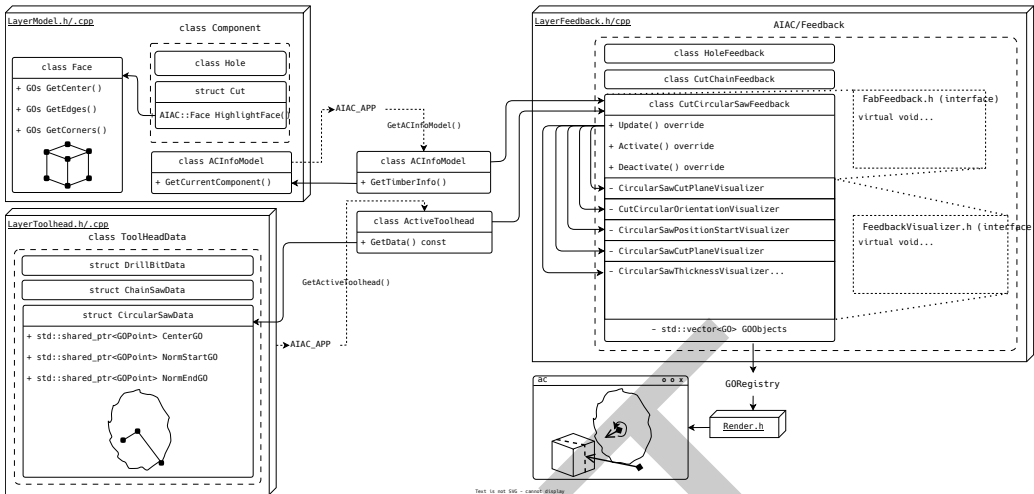 LayerModel.h/.cpp
class Component
class Face
+ GOs GetCenter()
+ GOs GetEdges()
+ GOs GetCorners()
class Hole
struct Cut
AIAC::Face HighlightFace()
class ACInfoModel
+ GetCurrentComponent()
AIAC_APP
GetACInfoModel()
class ACInfoModel
+ GetTimberInfo()
class ActiveToolhead
+ GetData() const
GetActiveToolhead()
AIAC_APP
LayerToolhead.h/.cpp
class ToolHeadData
struct DrillBitData
struct ChainSawData
struct CircularSawData
+ std::shared_ptr<GOPoint> CenterGO
+ std::shared_ptr<GOPoint> NormStartGO
+ std::shared_ptr<GOPoint> NormEndGO
LayerFeedback.h/cpp
AIAC/Feedback
class HoleFeedback
class CutChainFeedback
class CutCircularSawFeedback
+ Update() override
+ Activate() override
+ Deactivate() override
- CircularSawCutPlaneVisualizer
- CutCircularOrientationVisualizer
- CircularSawPositionStartVisualizer
- CircularSawCutPlaneVisualizer
- CircularSawThicknessVisualizer...
- std::vector<GO> GOObjects
FabFeedback.h (interface)
virtual void...
FeedbackVisualizer.h (interface
virtual void...
GORegistry
Render.h
ac
o o x
Text is not SVG - cannot display